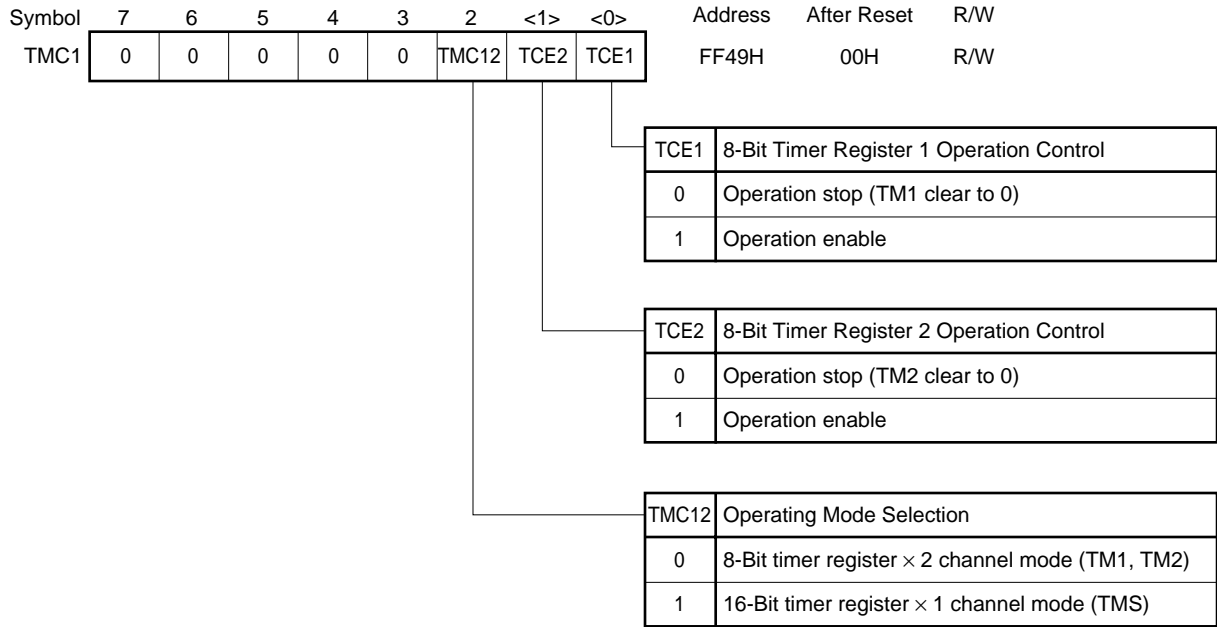 Symbol 7 6 5 4 3 2 <1> <0> Address After Reset R/W
TMC1 0 0 0 0 0 TMC12 TCE2 TCE1 FF49H 00H R/W
TCE1 8-Bit Timer Register 1 Operation Control
0 Operation stop (TM1 clear to 0)
1 Operation enable
TCE2 8-Bit Timer Register 2 Operation Control
0 Operation stop (TM2 clear to 0)
1 Operation enable
TMC12 Operating Mode Selection
0 8-Bit timer register × 2 channel mode (TM1, TM2)
1 16-Bit timer register × 1 channel mode (TMS)